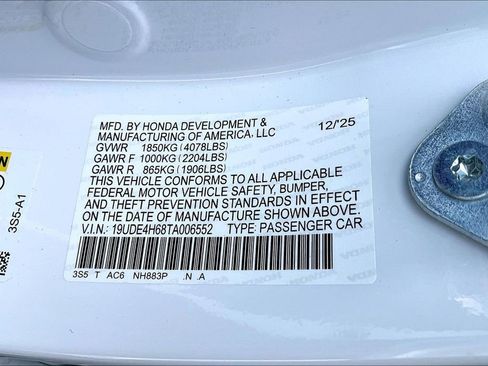 MFD. BY HONDA DEVELOPMENT &
MANUFACTURING OF AMERICA, LLC 12/'25
GVWR 1850KG(4078LBS)
GAWR F 1000KG(2204LBS)
GAWR R 865KG(1906LBS)
THIS VEHICLE CONFORMS TO ALL APPLICABLE
FEDERAL MOTOR VEHICLE SAFETY, BUMPER,
AND THEFT PREVENTION STANDARDS IN EFFECT
ON THE DATE OF MANUFACTURE SHOWN ABOVE.
V.I.N.: 19UDE4H68TA006552 TYPE: PASSENGER CAR
3S5 T AC6 NH883P .N .A
3S5-A1